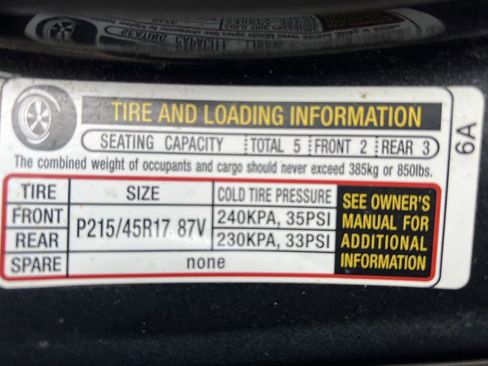 TIRE AND LOADING INFORMATION
SEATING CAPACITY TOTAL 5 FRONT 2 REAR 3
The combined weight of occupants and cargo should never exceed 385kg or 850lbs.
TIRE SIZE COLD TIRE PRESSURE
FRONT P215/45R17 87V 240KPA, 35PSI
REAR 230KPA, 33PSI
SPARE none
SEE OWNER'S
MANUAL FOR
ADDITIONAL
INFORMATION
6A